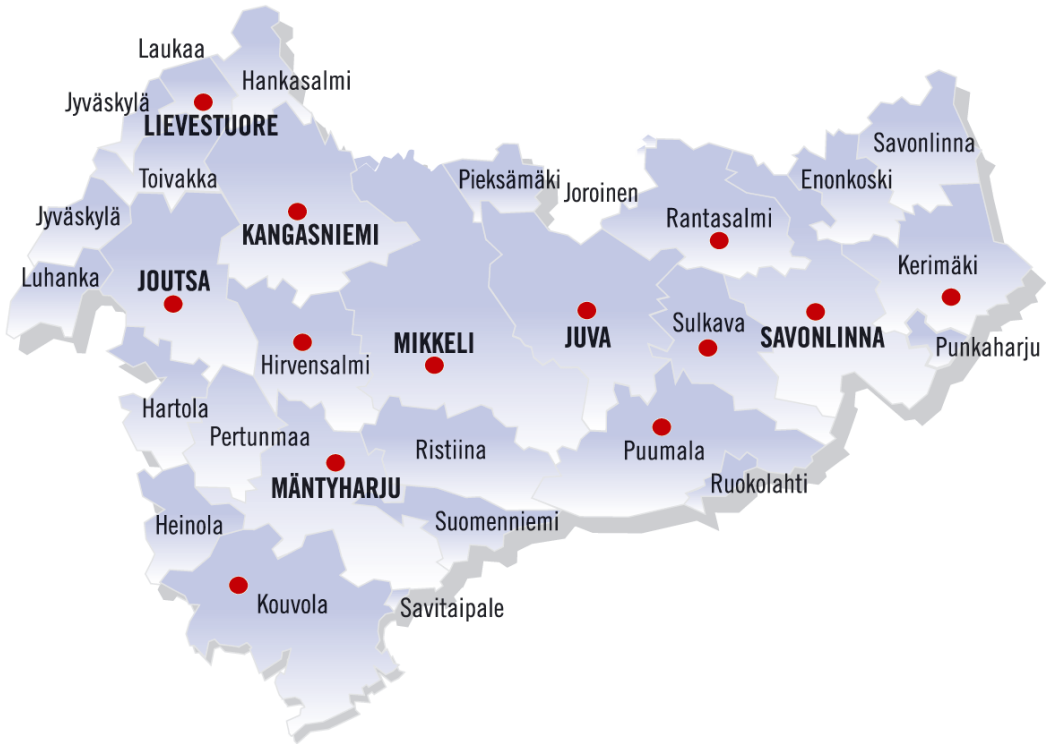 Laukaa
Hankasalmi
Jyväskylä
LIEVESTUORE
Savonlinna
Toivakka
Pieksämäki
Joroinen
Enonkoski
Jyväskylä
Rantasalmi
KANGASNIEMI
Kerimäki
Luhanka
JOUTSA
Sulkava
JUVA
SAVONLINNA
MIKKELI
Punkaharju
Hirvensalmi
Hartola
Pertunmaa
Ristiina
Puumala
MÄNTYHARJU
Ruokolahti
Heinola
Suomenniemi
Kouvola
Savitaipale